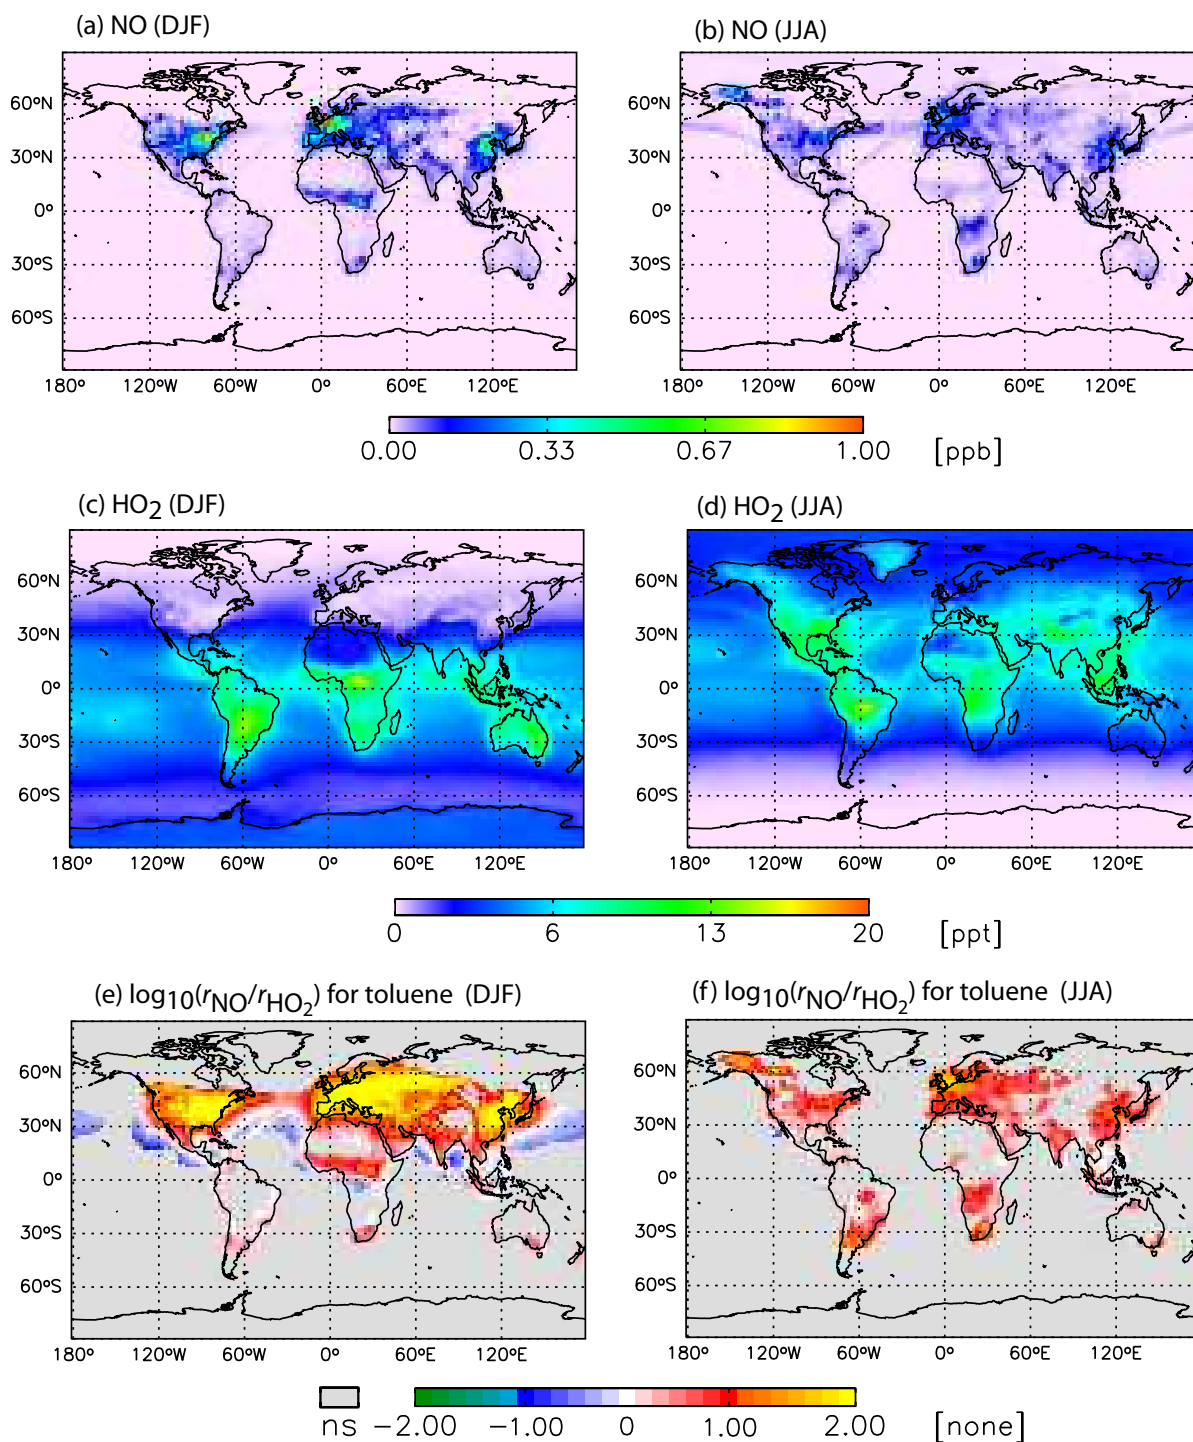 (a) NO (DJF)
(b) NO (JJA)
60°N
30°N
0°
30°S
60°S
180°
120°W
60°W
0°
60°E
120°E
60°N
30°N
0°
30°S
60°S
180°
120°W
60°W
0°
60°E
120°E
0.00 0.33 0.67 1.00 [ppb]
(c) HO2 (DJF)
(d) HO2 (JJA)
60°N
30°N
0°
30°S
60°S
180°
120°W
60°W
0°
60°E
120°E
60°N
30°N
0°
30°S
60°S
180°
120°W
60°W
0°
60°E
120°E
0 6 13 20 [ppt]
(e) log10(rNO/rHO2) for toluene (DJF)
(f) log10(rNO/rHO2) for toluene (JJA)
60°N
30°N
0°
30°S
60°S
180°
120°W
60°W
0°
60°E
120°E
60°N
30°N
0°
30°S
60°S
180°
120°W
60°W
0°
60°E
120°E
ns −2.00 −1.00 0 1.00 2.00 [none]